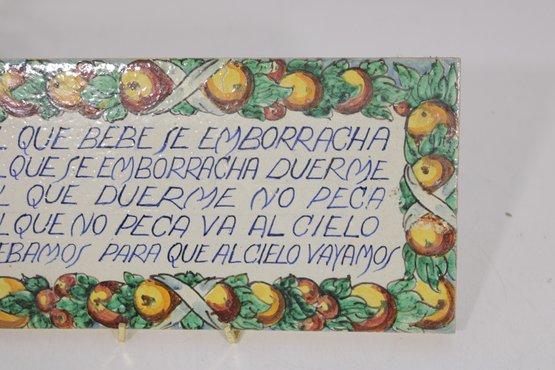 L QUE BEBE SE EMBORRACHA
L QUE SE EMBORRACHA DUERME
L QUE DUERME NO PECA
L QUE NO PECA VA AL CIELO
EBAMOS PARA QUE AL CIELO VAYAMOS